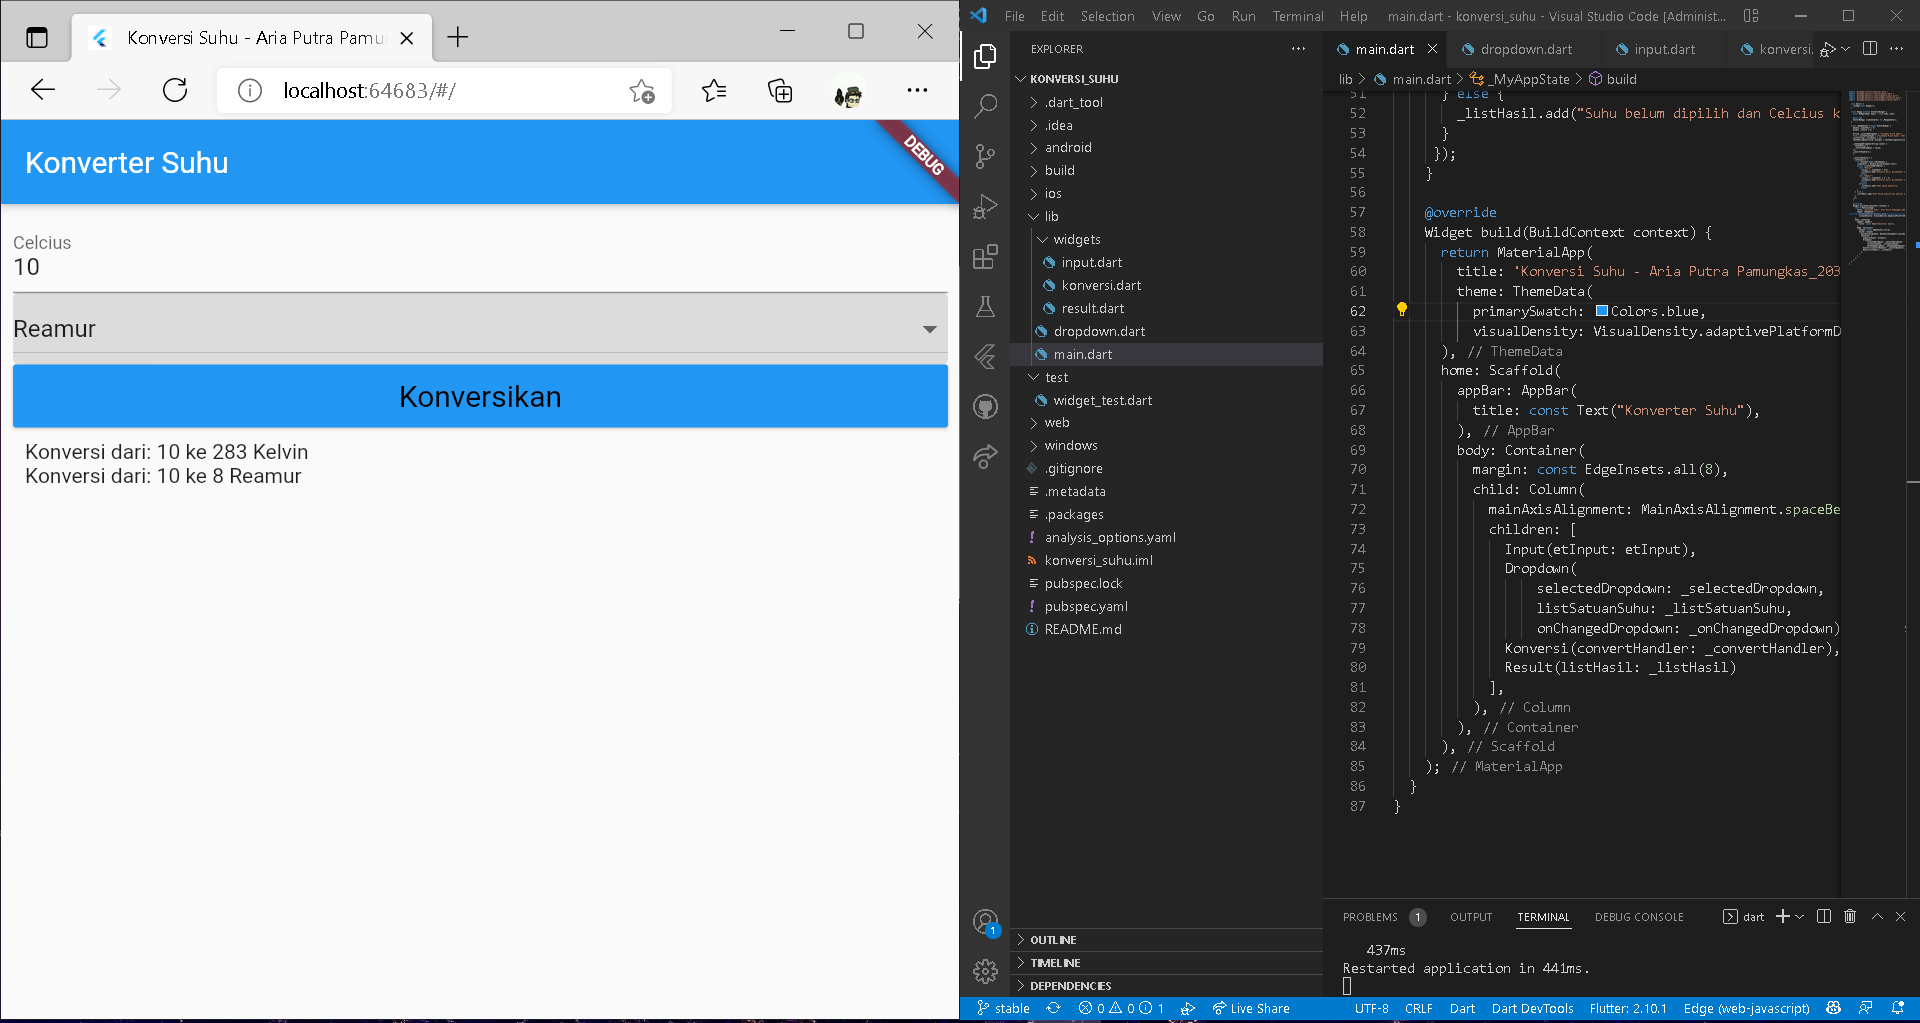 Konversi Suhu - Aria Putra Pamu
localhost:64683/#/
Konverter Suhu
DEBUG
Celcius
10
Reamur
Konversikan
Konversi dari: 10 ke 283 Kelvin
Konversi dari: 10 ke 8 Reamur
File Edit Selection View Go Run Terminal Help main.dart - konversi_suhu - Visual Studio Code [Administ...
EXPLORER
KONVERSI_SUHU
.dart_tool
.idea
android
build
ios
lib
widgets
input.dart
konversi.dart
result.dart
dropdown.dart
main.dart
test
widget_test.dart
web
windows
.gitignore
.metadata
.packages
analysis_options.yaml
konversi_suhu.iml
pubspec.lock
pubspec.yaml
README.md
OUTLINE
TIMELINE
DEPENDENCIES
1
main.dart dropdown.dart input.dart konversi.
lib > main.dart > _MyAppState > build
51 } else {
52 _listHasil.add("Suhu belum dipilih dan Celcius k
53 }
54 });
55 }
56
57 @override
58 Widget build(BuildContext context) {
59 return MaterialApp(
60 title: 'Konversi Suhu - Aria Putra Pamungkas_203
61 theme: ThemeData(
62 primarySwatch: Colors.blue,
63 visualDensity: VisualDensity.adaptivePlatformD
64 ), // ThemeData
65 home: Scaffold(
66 appBar: AppBar(
67 title: const Text("Konverter Suhu"),
68 ), // AppBar
69 body: Container(
70 margin: const EdgeInsets.all(8),
71 child: Column(
72 mainAxisAlignment: MainAxisAlignment.spaceBe
73 children: [
74 Input(etInput: etInput),
75 Dropdown(
76 selectedDropdown: _selectedDropdown,
77 listSatuanSuhu: _listSatuanSuhu,
78 onChangedDropdown: _onChangedDropdown)
79 Konversi(convertHandler: _convertHandler),
80 Result(listHasil: _listHasil)
81 ],
82 ), // Column
83 ), // Container
84 ), // Scaffold
85 ); // MaterialApp
86 }
87 }
PROBLEMS 1 OUTPUT TERMINAL DEBUG CONSOLE dart
437ms
Restarted application in 441ms.
stable 0 0 1 Live Share UTF-8 CRLF Dart Dart DevTools Flutter: 2.10.1 Edge (web-javascript)